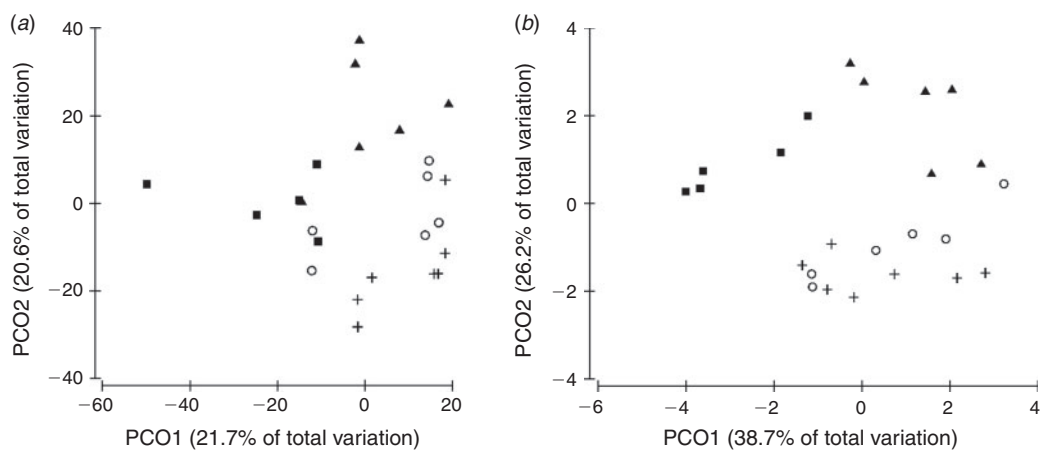 (a)
40
20
0
−20
−40
PCO2 (20.6% of total variation)
−60 −40 −20 0 20
PCO1 (21.7% of total variation)
(b)
4
2
0
−2
−4
PCO2 (26.2% of total variation)
−6 −4 −2 0 2 4
PCO1 (38.7% of total variation)